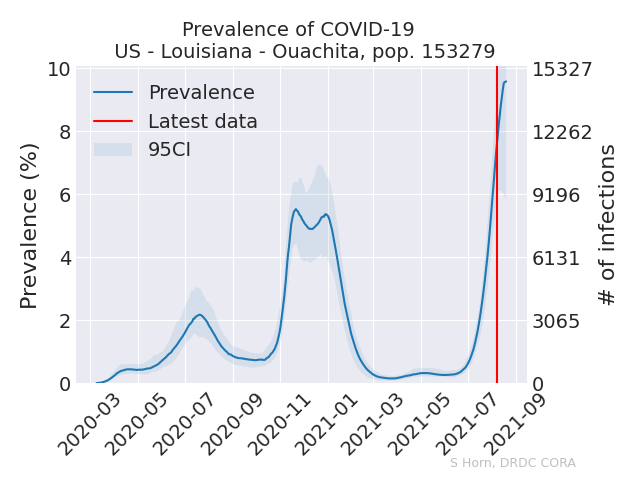 Prevalence of COVID-19
US - Louisiana - Ouachita, pop. 153279
Prevalence
Latest data
95CI
Prevalence (%)
10
8
6
4
2
0
15327
12262
9196
6131
3065
0
# of infections
2020-03
2020-05
2020-07
2020-09
2020-11
2021-01
2021-03
2021-05
2021-07
2021-09
S Horn, DRDC CORA